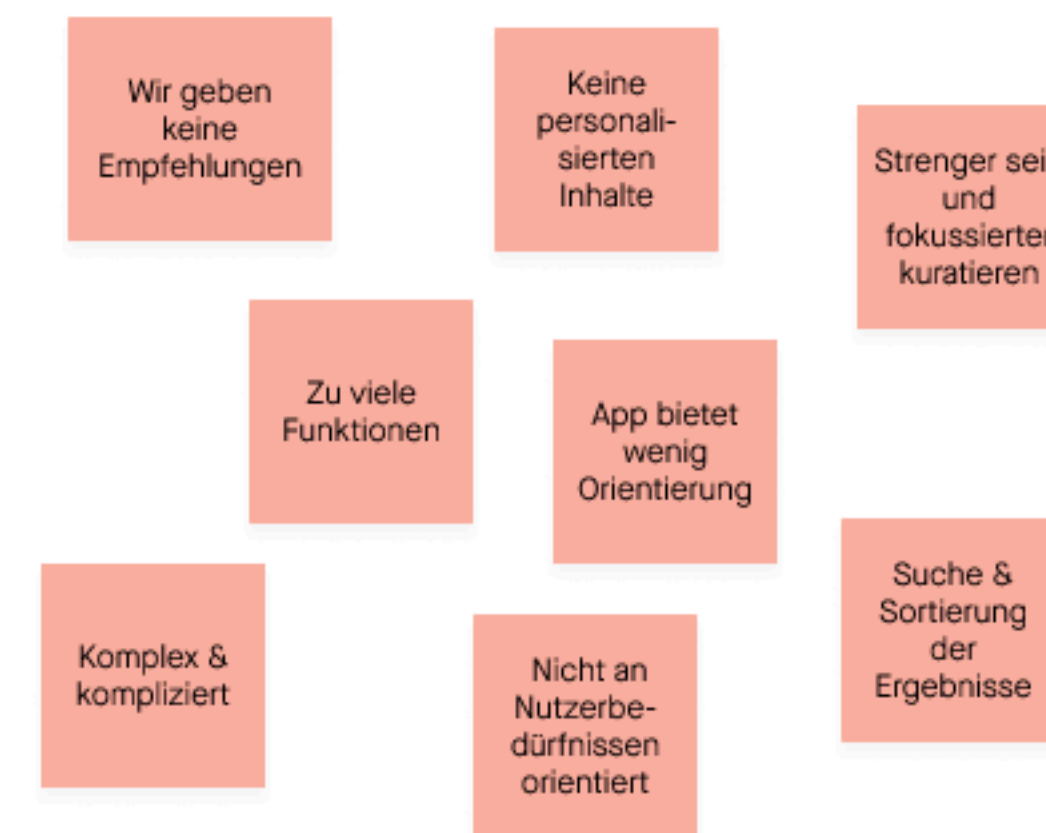 Wir geben
keine
Empfehlungen
Keine
personali-
sierten
Inhalte
Strenger sei
und
fokussierter
kuratieren
Zu viele
Funktionen
App bietet
wenig
Orientierung
Komplex &
kompliziert
Nicht an
Nutzerbe-
dürfnissen
orientiert
Suche &
Sortierung
der
Ergebnisse